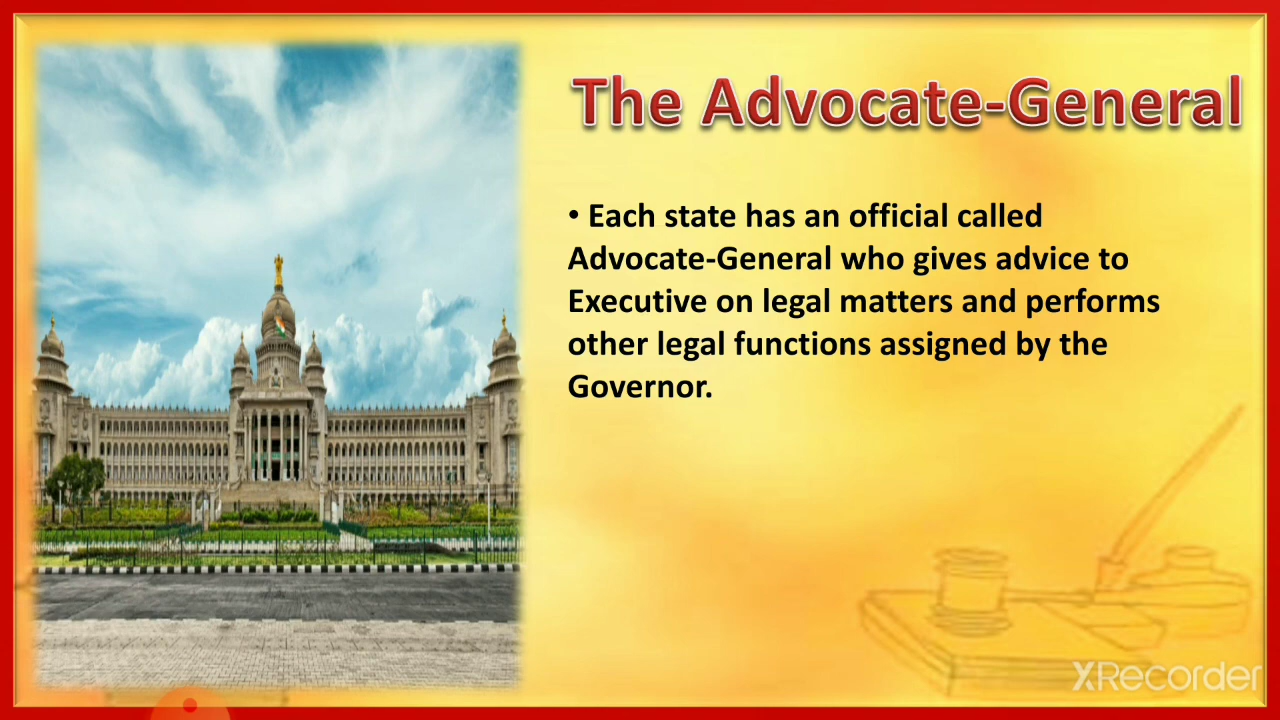 The Advocate-General
• Each state has an official called
Advocate-General who gives advice to
Executive on legal matters and performs
other legal functions assigned by the
Governor.
XRecorder